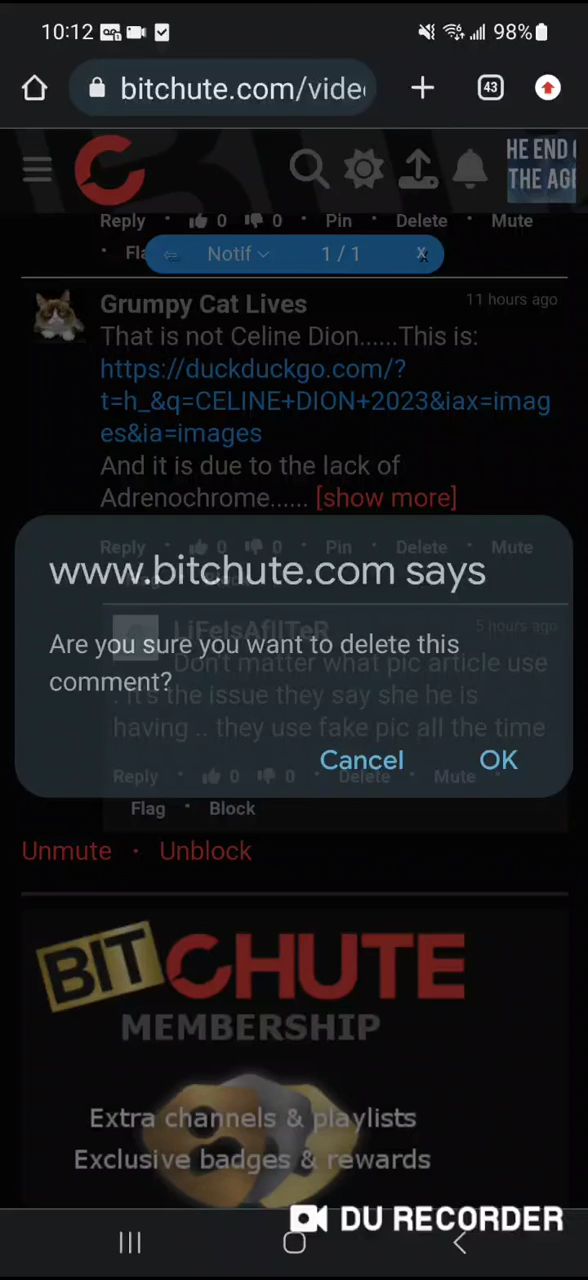 10:12 98%
bitchute.com/vide 43
HE END
THE AG
Reply · 0 0 · Pin · Delete · Mute
· Fla
Notif 1 / 1 x
Grumpy Cat Lives 11 hours ago
That is not Celine Dion......This is:
https://duckduckgo.com/?
t=h_&q=CELINE+DION+2023&iax=imag
es&ia=images
And it is due to the lack of
Adrenochrome...... [show more]
Reply · 0 0 · Pin · Delete · Mute
www.bitchute.com says
LiFeIsAfIlTeR 5 hours ago
Are you sure you want to delete this
comment?
Don't matter what pic article use
. it's the issue they say she he is
having .. they use fake pic all the time
Cancel OK
Reply · 0 0 · Delete · Mute
Flag · Block
Unmute · Unblock
BITCHUTE
MEMBERSHIP
Extra channels & playlists
Exclusive badges & rewards
DU RECORDER